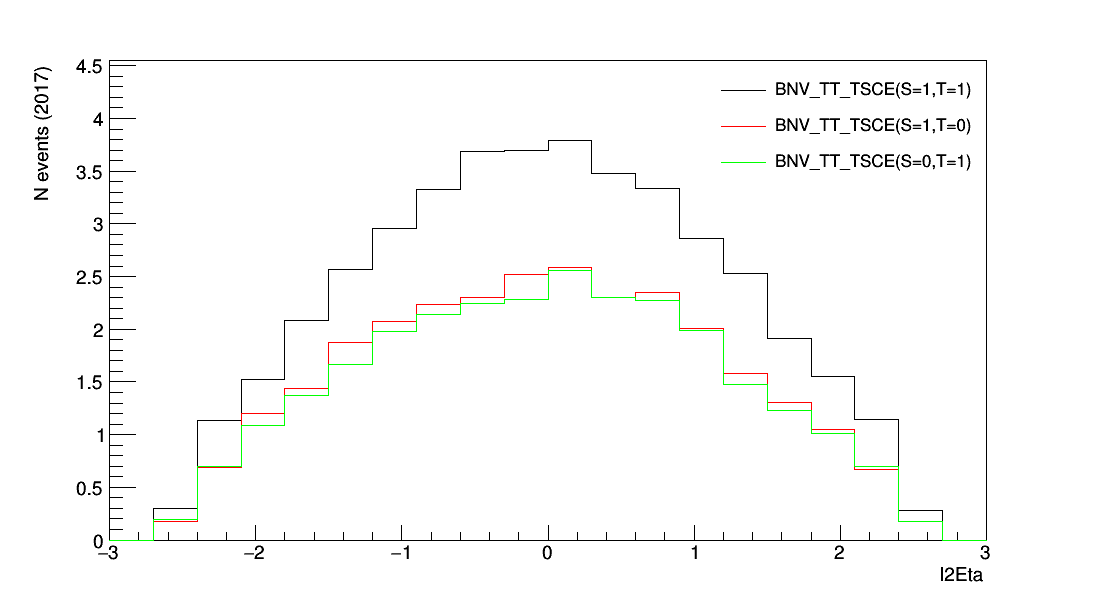 N events (2017)
4.5
4
3.5
3
2.5
2
1.5
1
0.5
0
BNV_TT_TSCE(S=1,T=1)
BNV_TT_TSCE(S=1,T=0)
BNV_TT_TSCE(S=0,T=1)
−3 −2 −1 0 1 2 3
l2Eta